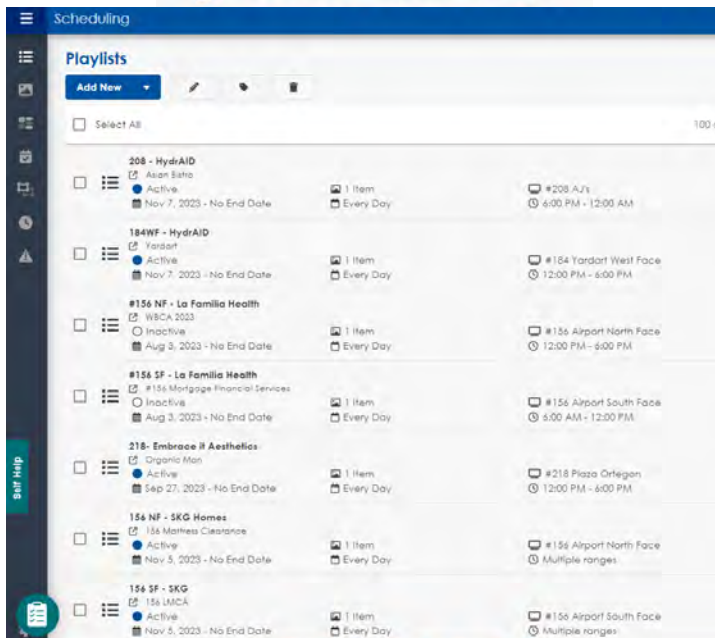 Scheduling
Playlists
Add New
Select All
100
208 - HydrAID
Asian Bistro
Active
1 Item
#208 AJ's
Nov 7, 2023 - No End Date
Every Day
6:00 PM - 12:00 AM
184WF - HydrAID
Yardart
Active
1 Item
#184 Yardart West Face
Nov 7, 2023 - No End Date
Every Day
12:00 PM - 6:00 PM
#156 NF - La Familia Health
WBCA 2023
Inactive
1 Item
#156 Airport North Face
Aug 3, 2023 - No End Date
Every Day
12:00 PM - 6:00 PM
#156 SF - La Familia Health
#156 Mortgage Financial Services
Inactive
1 Item
#156 Airport South Face
Aug 3, 2023 - No End Date
Every Day
6:00 AM - 12:00 PM
218- Embrace it Aesthetics
Organic Man
Active
1 Item
#218 Plaza Ortegon
Sep 27, 2023 - No End Date
Every Day
12:00 PM - 6:00 PM
156 NF - SKG Homes
156 Mattress Clearance
Active
1 Item
#156 Airport North Face
Nov 5, 2023 - No End Date
Every Day
Multiple ranges
156 SF - SKG
156 LMCA
Active
1 Item
#156 Airport South Face
Nov 5, 2023 - No End Date
Every Day
Multiple ranges
Self Help